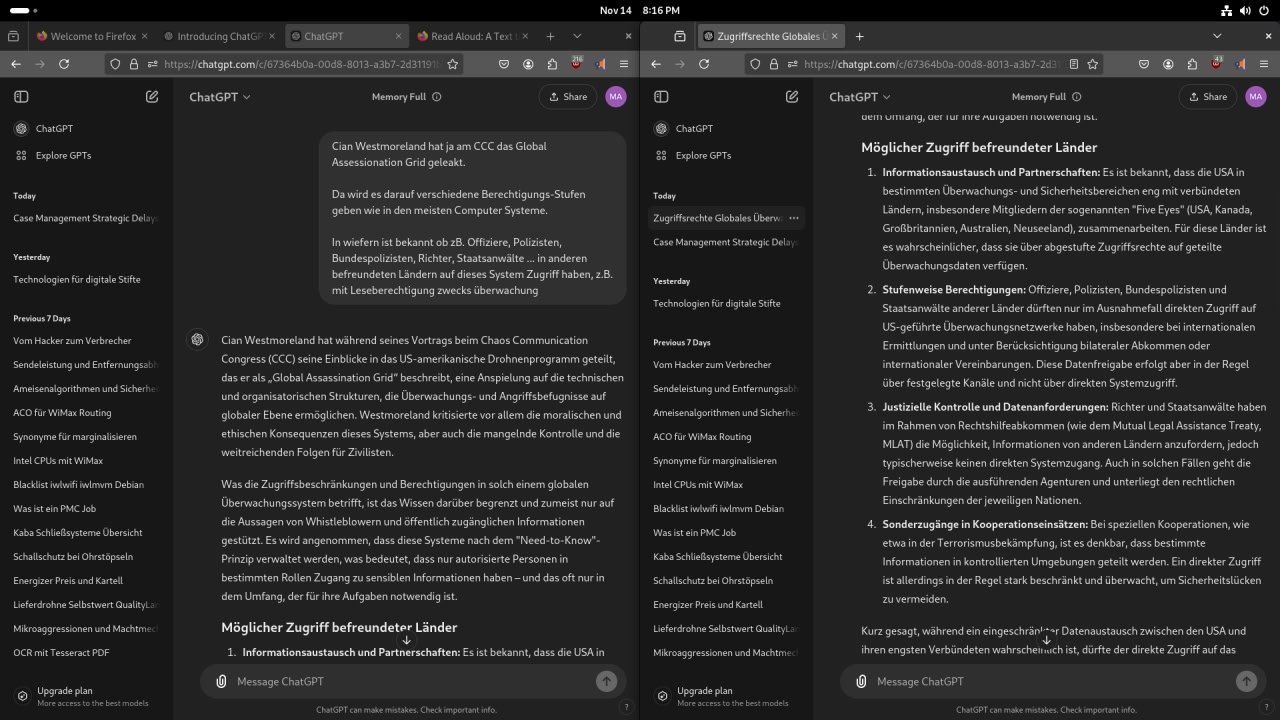 Nov 14 8:16 PM
Welcome to Firefox
Introducing ChatGP
ChatGPT
Read Aloud: A Text t
https://chatgpt.com/c/67364b0a-00d8-8013-a3b7-2d31191
216
ChatGPT
Memory Full
Share
MA
ChatGPT
Explore GPTs
Today
Case Management Strategic Delays
Yesterday
Technologien für digitale Stifte
Previous 7 Days
Vom Hacker zum Verbrecher
Sendeleistung und Entfernungsabh
Ameisenalgorithmen und Sicherhei
ACO für WiMax Routing
Synonyme für marginalisieren
Intel CPUs mit WiMax
Blacklist iwlwifi iwlmvm Debian
Was ist ein PMC Job
Kaba Schließsysteme Übersicht
Schallschutz bei Ohrstöpseln
Energizer Preis und Kartell
Lieferdrohne Selbstwert QualityLan
Mikroaggressionen und Machtmec
OCR mit Tesseract PDF
Upgrade plan
More access to the best models
Cian Westmoreland hat ja am CCC das Global
Assessionation Grid geleakt.
Da wird es darauf verschiedene Berechtigungs-Stufen
geben wie in den meisten Computer Systeme.
In wiefern ist bekannt ob zB. Offiziere, Polizisten,
Bundespolizisten, Richter, Staatsanwälte ... in anderen
befreundeten Ländern auf dieses System Zugriff haben, z.B.
mit Leseberechtigung zwecks überwachung
Cian Westmoreland hat während seines Vortrags beim Chaos Communication
Congress (CCC) seine Einblicke in das US-amerikanische Drohnenprogramm geteilt,
das er als „Global Assassination Grid“ beschreibt, eine Anspielung auf die technischen
und organisatorischen Strukturen, die Überwachungs- und Angriffsbefugnisse auf
globaler Ebene ermöglichen. Westmoreland kritisierte vor allem die moralischen und
ethischen Konsequenzen dieses Systems, aber auch die mangelnde Kontrolle und die
weitreichenden Folgen für Zivilisten.
Was die Zugriffsbeschränkungen und Berechtigungen in solch einem globalen
Überwachungssystem betrifft, ist das Wissen darüber begrenzt und zumeist nur auf
die Aussagen von Whistleblowern und öffentlich zugänglichen Informationen
gestützt. Es wird angenommen, dass diese Systeme nach dem "Need-to-Know"-
Prinzip verwaltet werden, was bedeutet, dass nur autorisierte Personen in
bestimmten Rollen Zugang zu sensiblen Informationen haben – und das oft nur in
dem Umfang, der für ihre Aufgaben notwendig ist.
Möglicher Zugriff befreundeter Länder
1. Informationsaustausch und Partnerschaften: Es ist bekannt, dass die USA in
Message ChatGPT
ChatGPT can make mistakes. Check important info.
?
Zugriffsrechte Globales Ü
https://chatgpt.com/c/67364b0a-00d8-8013-a3b7-2d3
43
ChatGPT
Memory Full
Share
MA
ChatGPT
Explore GPTs
Today
Zugriffsrechte Globales Überw
Case Management Strategic Delays
Yesterday
Technologien für digitale Stifte
Previous 7 Days
Vom Hacker zum Verbrecher
Sendeleistung und Entfernungsabh
Ameisenalgorithmen und Sicherhei
ACO für WiMax Routing
Synonyme für marginalisieren
Intel CPUs mit WiMax
Blacklist iwlwifi iwlmvm Debian
Was ist ein PMC Job
Kaba Schließsysteme Übersicht
Schallschutz bei Ohrstöpseln
Energizer Preis und Kartell
Lieferdrohne Selbstwert QualityLan
Mikroaggressionen und Machtmec
Upgrade plan
More access to the best models
dem Umfang, der für ihre Aufgaben notwendig ist.
Möglicher Zugriff befreundeter Länder
1. Informationsaustausch und Partnerschaften: Es ist bekannt, dass die USA in
bestimmten Überwachungs- und Sicherheitsbereichen eng mit verbündeten
Ländern, insbesondere Mitgliedern der sogenannten "Five Eyes" (USA, Kanada,
Großbritannien, Australien, Neuseeland), zusammenarbeiten. Für diese Länder ist
es wahrscheinlicher, dass sie über abgestufte Zugriffsrechte auf geteilte
Überwachungsdaten verfügen.
2. Stufenweise Berechtigungen: Offiziere, Polizisten, Bundespolizisten und
Staatsanwälte anderer Länder dürften nur im Ausnahmefall direkten Zugriff auf
US-geführte Überwachungsnetzwerke haben, insbesondere bei internationalen
Ermittlungen und unter Berücksichtigung bilateraler Abkommen oder
internationaler Vereinbarungen. Diese Datenfreigabe erfolgt aber in der Regel
über festgelegte Kanäle und nicht über direkten Systemzugriff.
3. Justizielle Kontrolle und Datenanforderungen: Richter und Staatsanwälte haben
im Rahmen von Rechtshilfeabkommen (wie dem Mutual Legal Assistance Treaty,
MLAT) die Möglichkeit, Informationen von anderen Ländern anzufordern, jedoch
typischerweise keinen direkten Systemzugang. Auch in solchen Fällen geht die
Freigabe durch die ausführenden Agenturen und unterliegt den rechtlichen
Einschränkungen der jeweiligen Nationen.
4. Sonderzugänge in Kooperationseinsätzen: Bei speziellen Kooperationen, wie
etwa in der Terrorismusbekämpfung, ist es denkbar, dass bestimmte
Informationen in kontrollierten Umgebungen geteilt werden. Ein direkter Zugriff
ist allerdings in der Regel stark beschränkt und überwacht, um Sicherheitslücken
zu vermeiden.
Kurz gesagt, während ein eingeschränkter Datenaustausch zwischen den USA und
ihren engsten Verbündeten wahrscheinlich ist, dürfte der direkte Zugriff auf das
Message ChatGPT
ChatGPT can make mistakes. Check important info.
?